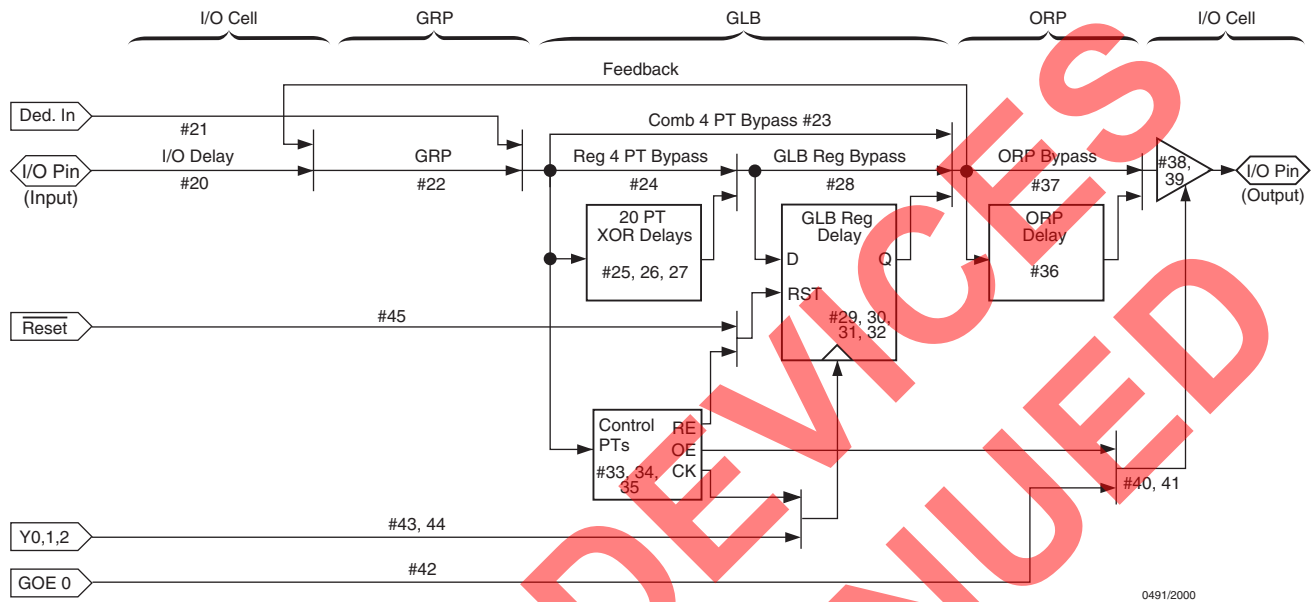 I/O Cell GRP GLB ORP I/O Cell
Feedback
Ded. In
#21
Comb 4 PT Bypass #23
I/O Pin
(Input)
I/O Delay
#20
GRP
#22
Reg 4 PT Bypass
#24
GLB Reg Bypass
#28
ORP Bypass
#37
#38,
39
I/O Pin
(Output)
20 PT
XOR Delays
#25, 26, 27
GLB Reg
Delay
D Q
RST
#29, 30,
31, 32
ORP
Delay
#36
Reset
#45
Control
PTs
RE
OE
CK
#33, 34,
35
#40, 41
Y0,1,2
#43, 44
GOE 0
#42
0491/2000
DEVICES
NUED